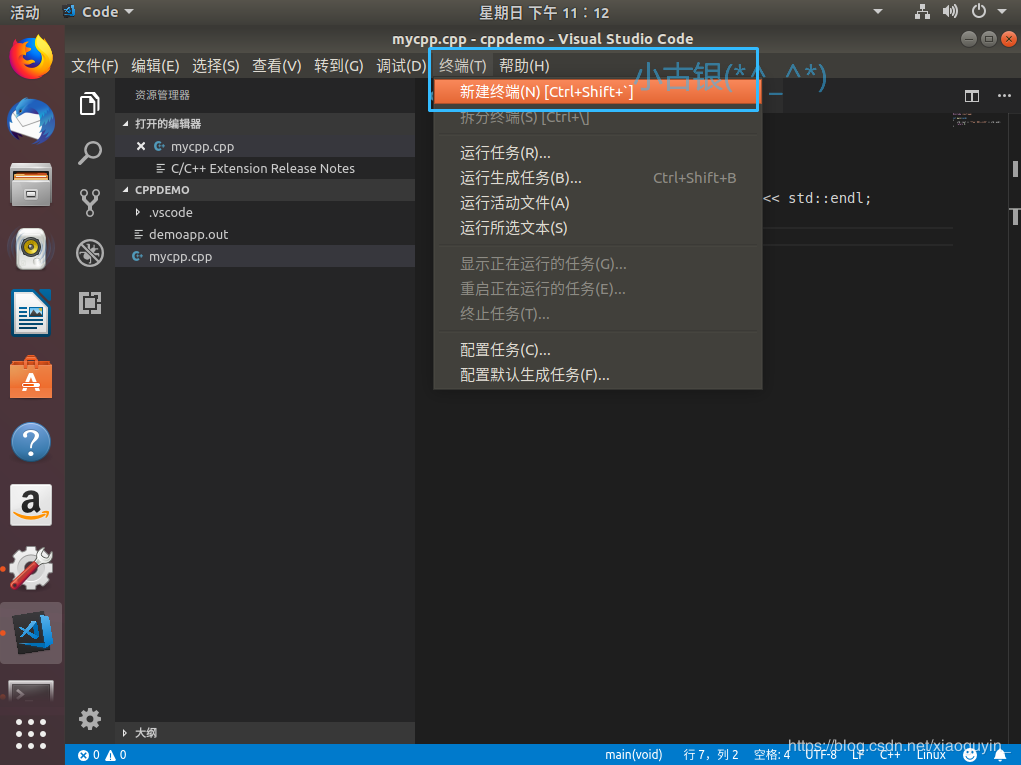 活动 Code 星期日 下午 11：12
mycpp.cpp - cppdemo - Visual Studio Code
文件(F) 编辑(E) 选择(S) 查看(V) 转到(G) 调试(D) 终端(T) 帮助(H)
小古银(*^_^*)
资源管理器
打开的编辑器
mycpp.cpp
C/C++ Extension Release Notes
CPPDEMO
.vscode
demoapp.out
mycpp.cpp
大纲
新建终端(N) [Ctrl+Shift+`]
拆分终端(S) [Ctrl+\]
运行任务(R)...
运行生成任务(B)... Ctrl+Shift+B
运行活动文件(A)
运行所选文本(S)
显示正在运行的任务(G)...
重启正在运行的任务(E)...
终止任务(T)...
配置任务(C)...
配置默认生成任务(F)...
<< std::endl;
https://blog.csdn.net/xiaoguyin_
0 0 main(void) 行 7，列 2 空格: 4 UTF-8 LF C++ Linux